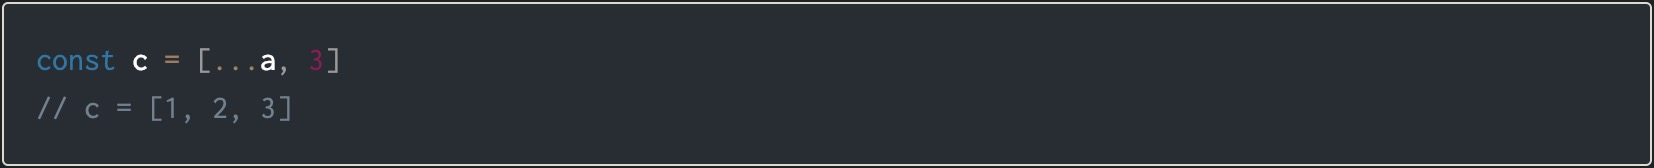 const c = [...a, 3]
// c = [1, 2, 3]